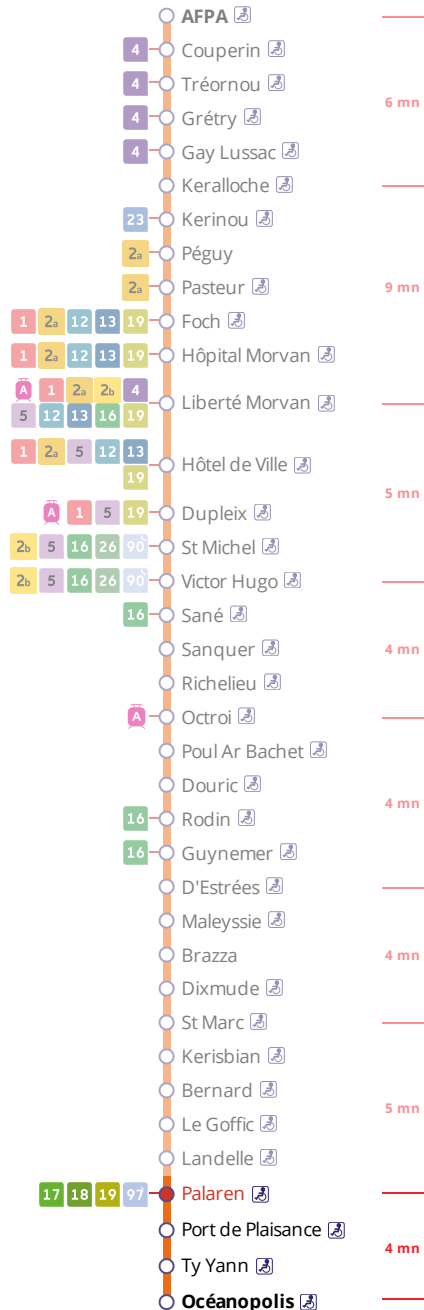 AFPA
4 Couperin
4 Tréornou
6 mn
4 Grétry
4 Gay Lussac
Keralloche
23 Kerinou
2a Péguy
2a Pasteur
9 mn
1 2a 12 13 19 Foch
1 2a 12 13 19 Hôpital Morvan
A 1 2a 2b 4
5 12 13 16 19
Liberté Morvan
1 2a 5 12 13
19
Hôtel de Ville
5 mn
A 1 5 19 Dupleix
2b 5 16 26 90 St Michel
2b 5 16 26 90 Victor Hugo
16 Sané
Sanquer
4 mn
Richelieu
A Octroi
Poul Ar Bachet
Douric
4 mn
16 Rodin
16 Guynemer
D'Estrées
Maleyssie
Brazza
4 mn
Dixmude
St Marc
Kerisbian
Bernard
5 mn
Le Goffic
Landelle
17 18 19 97 Palaren
Port de Plaisance
4 mn
Ty Yann
Océanopolis